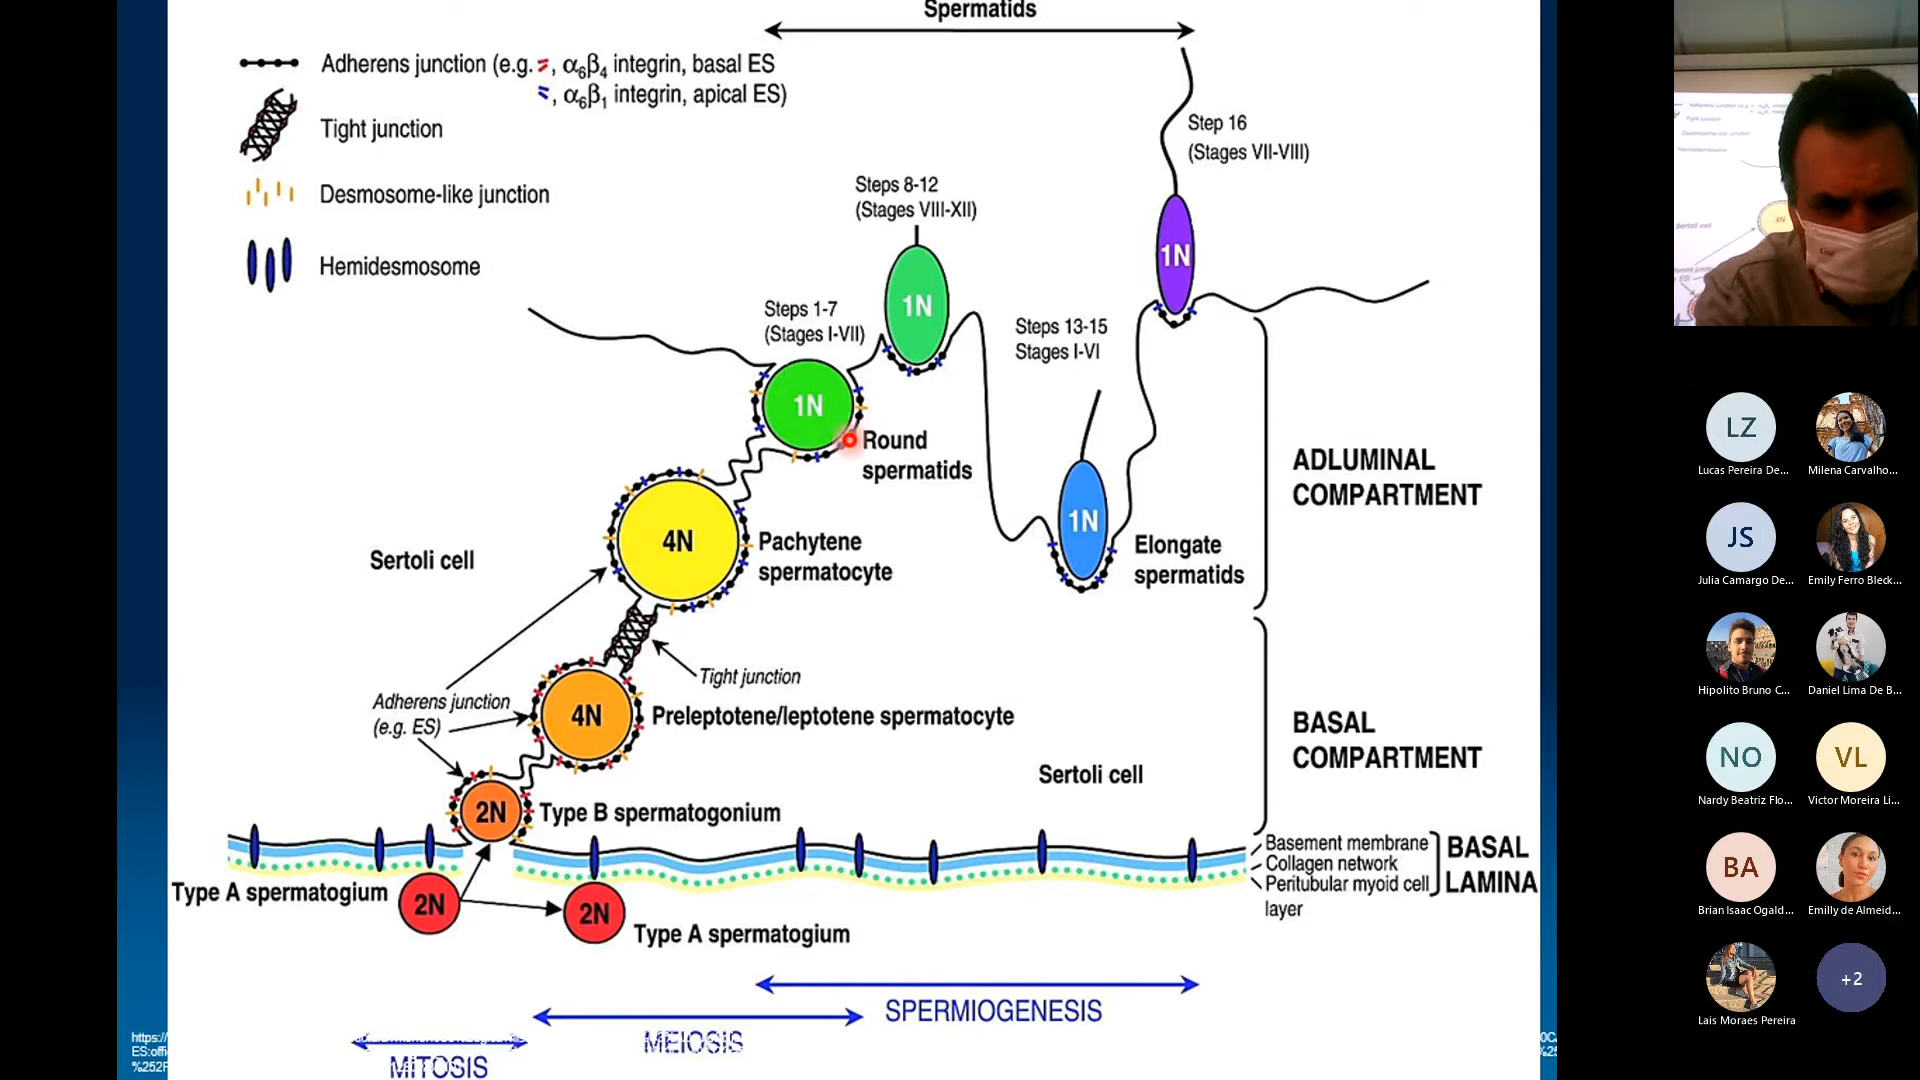 Spermatids
Adherens junction (e.g. , α6β4 integrin, basal ES
, α6β1 integrin, apical ES)
Tight junction
Desmosome-like junction
Hemidesmosome
Step 16
(Stages VII-VIII)
Steps 8-12
(Stages VIII-XII)
1N
1N
Steps 1-7
(Stages I-VII)
Steps 13-15
Stages I-VI
1N
Round
spermatids
ADLUMINAL
COMPARTMENT
4N
Pachytene
spermatocyte
1N
Elongate
spermatids
Sertoli cell
Tight junction
Adherens junction
(e.g. ES)
4N
Preleptotene/leptotene spermatocyte
BASAL
COMPARTMENT
Sertoli cell
2N
Type B spermatogonium
Basement membrane
Collagen network
Peritubular myoid cell
layer
BASAL
LAMINA
Type A spermatogium
2N
2N
Type A spermatogium
SPERMIOGENESIS
MEIOSIS
MITOSIS
https://
ES:offi
%252F
LZ
Lucas Pereira De...
Milena Carvalho...
JS
Julia Camargo De...
Emily Ferro Bleck...
Hipolito Bruno C...
Daniel Lima De B...
NO
Nardy Beatriz Flo...
VL
Victor Moreira Li...
BA
Brian Isaac Ogald...
Emilly de Almeid...
Lais Moraes Pereira
+2